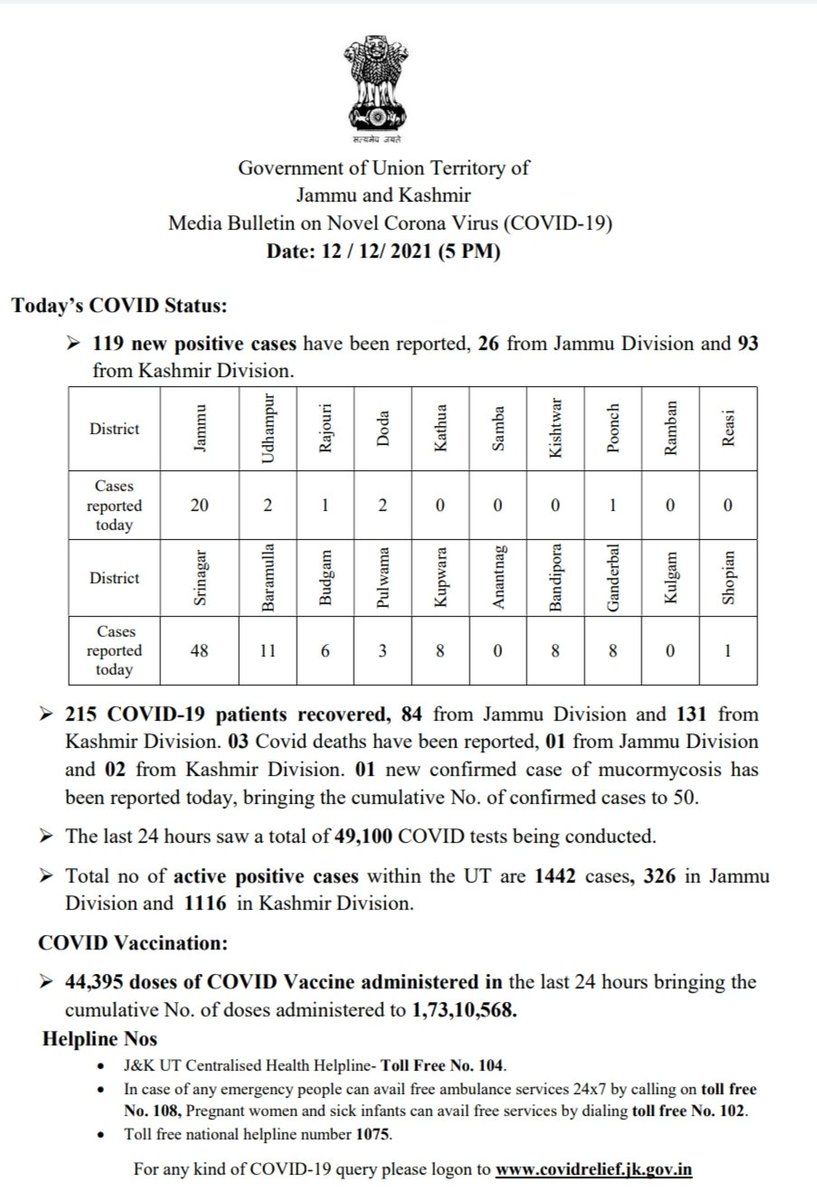 सत्यमेव जयते
Government of Union Territory of
Jammu and Kashmir
Media Bulletin on Novel Corona Virus (COVID-19)
Date: 12 / 12/ 2021 (5 PM)
Today's COVID Status:
➢ 119 new positive cases have been reported, 26 from Jammu Division and 93
from Kashmir Division.
District Jammu Udhampur Rajouri Doda Kathua Samba Kishtwar Poonch Ramban Reasi
Cases reported today 20 2 1 2 0 0 0 1 0 0
District Srinagar Baramulla Budgam Pulwama Kupwara Anantnag Bandipora Ganderbal Kulgam Shopian
Cases reported today 48 11 6 3 8 0 8 8 0 1
➢ 215 COVID-19 patients recovered, 84 from Jammu Division and 131 from
Kashmir Division. 03 Covid deaths have been reported, 01 from Jammu Division
and 02 from Kashmir Division. 01 new confirmed case of mucormycosis has
been reported today, bringing the cumulative No. of confirmed cases to 50.
➢ The last 24 hours saw a total of 49,100 COVID tests being conducted.
➢ Total no of active positive cases within the UT are 1442 cases, 326 in Jammu
Division and 1116 in Kashmir Division.
COVID Vaccination:
➢ 44,395 doses of COVID Vaccine administered in the last 24 hours bringing the
cumulative No. of doses administered to 1,73,10,568.
Helpline Nos
• J&K UT Centralised Health Helpline- Toll Free No. 104.
• In case of any emergency people can avail free ambulance services 24x7 by calling on toll free
No. 108, Pregnant women and sick infants can avail free services by dialing toll free No. 102.
• Toll free national helpline number 1075.
For any kind of COVID-19 query please logon to www.covidrelief.jk.gov.in